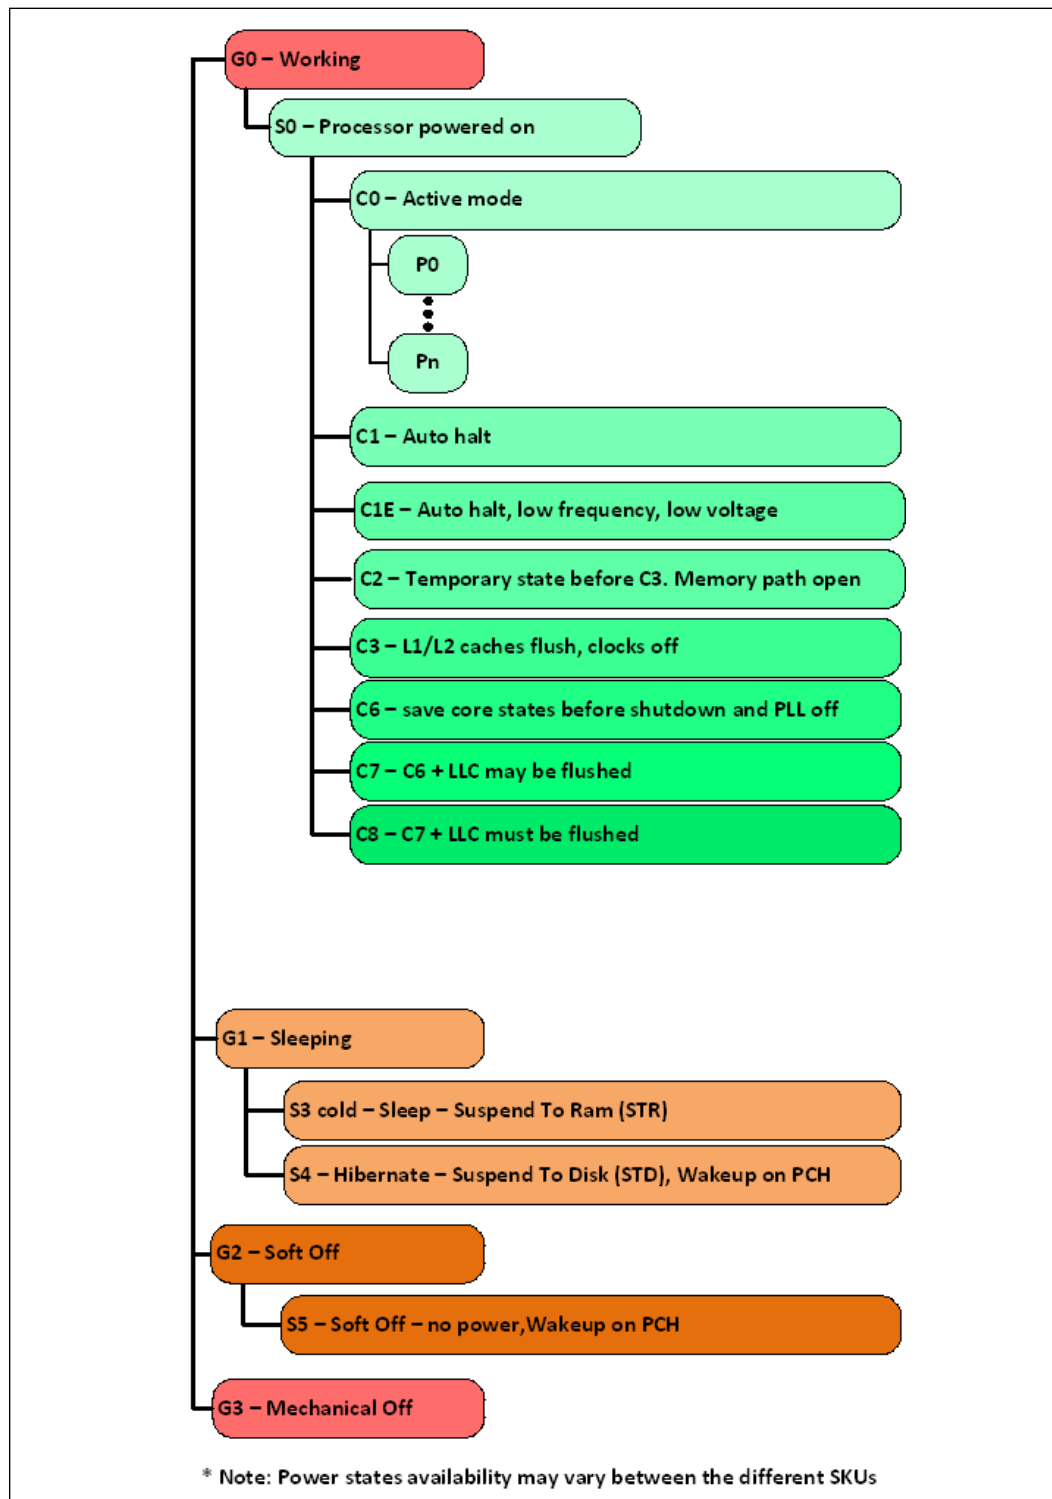 G0 – Working
S0 – Processor powered on
C0 – Active mode
P0
Pn
C1 – Auto halt
C1E – Auto halt, low frequency, low voltage
C2 – Temporary state before C3. Memory path open
C3 – L1/L2 caches flush, clocks off
C6 – save core states before shutdown and PLL off
C7 – C6 + LLC may be flushed
C8 – C7 + LLC must be flushed
G1 – Sleeping
S3 cold – Sleep – Suspend To Ram (STR)
S4 – Hibernate – Suspend To Disk (STD), Wakeup on PCH
G2 – Soft Off
S5 – Soft Off – no power,Wakeup on PCH
G3 – Mechanical Off
* Note: Power states availability may vary between the different SKUs